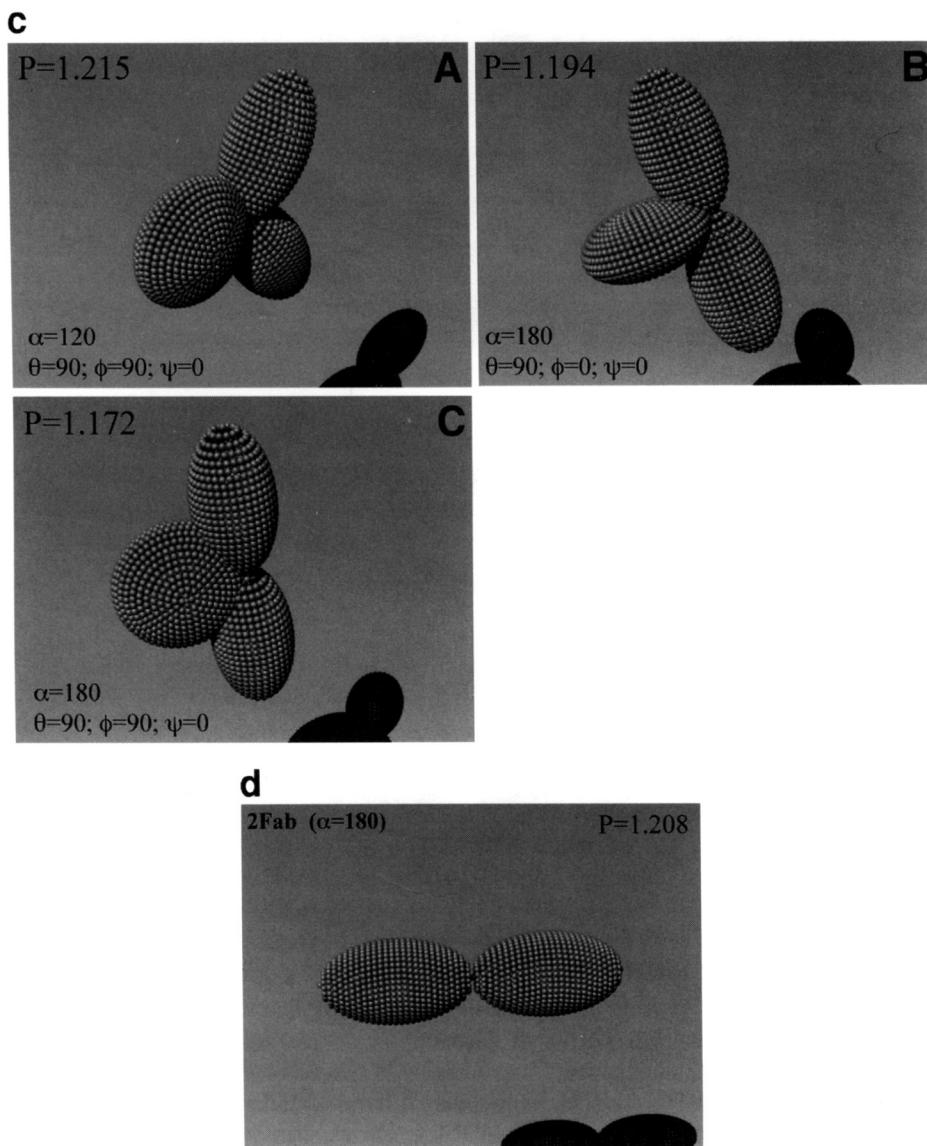 c
P=1.215 A
α=120
θ=90; ϕ=90; ψ=0
P=1.194 B
α=180
θ=90; ϕ=0; ψ=0
P=1.172 C
α=180
θ=90; ϕ=90; ψ=0
d
2Fab (α=180) P=1.208